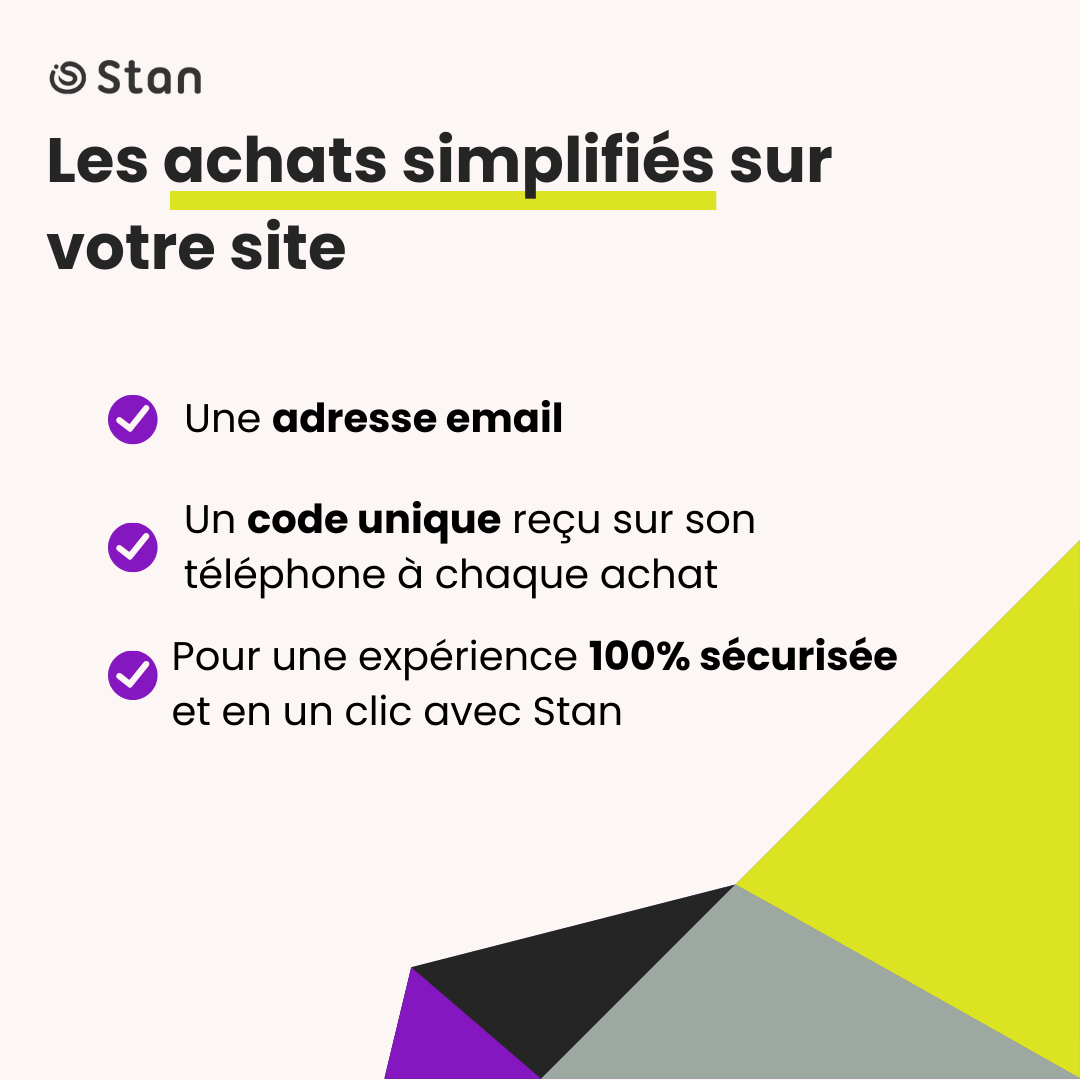 Stan
Les achats simplifiés sur
votre site
Une adresse email
Un code unique reçu sur son
téléphone à chaque achat
Pour une expérience 100% sécurisée
et en un clic avec Stan